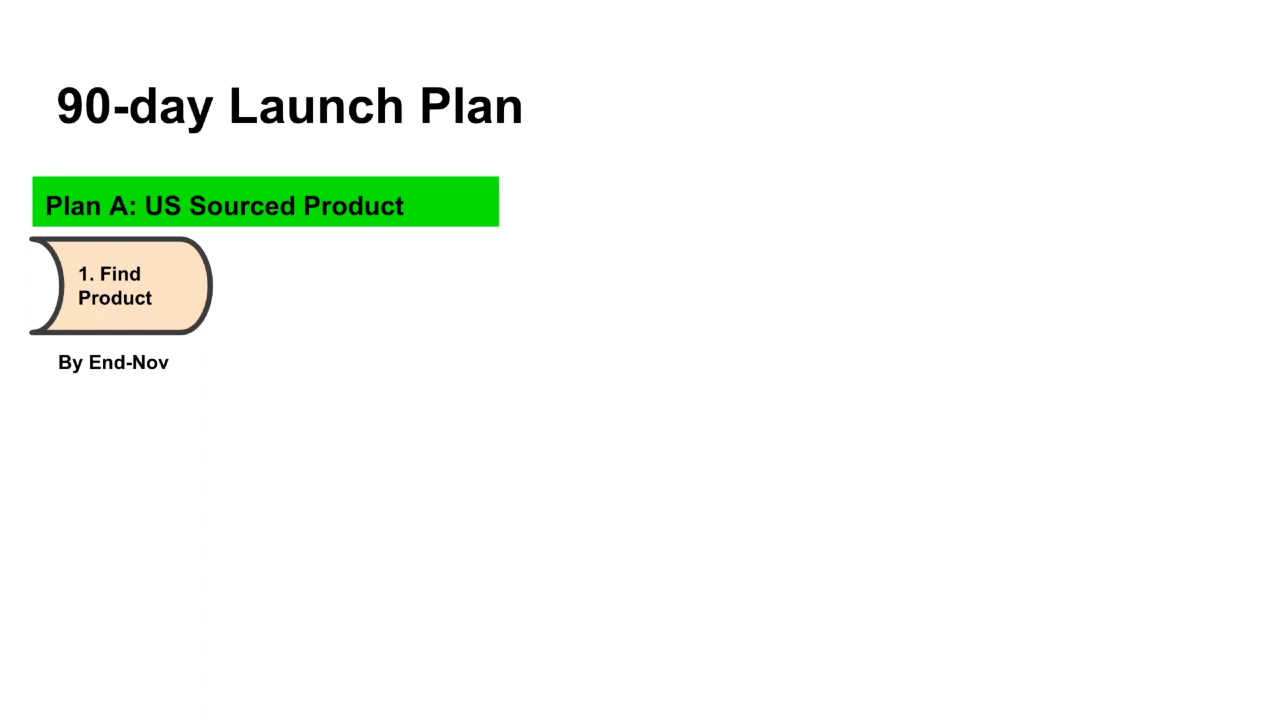 90-day Launch Plan
Plan A: US Sourced Product
1. Find
Product
By End-Nov